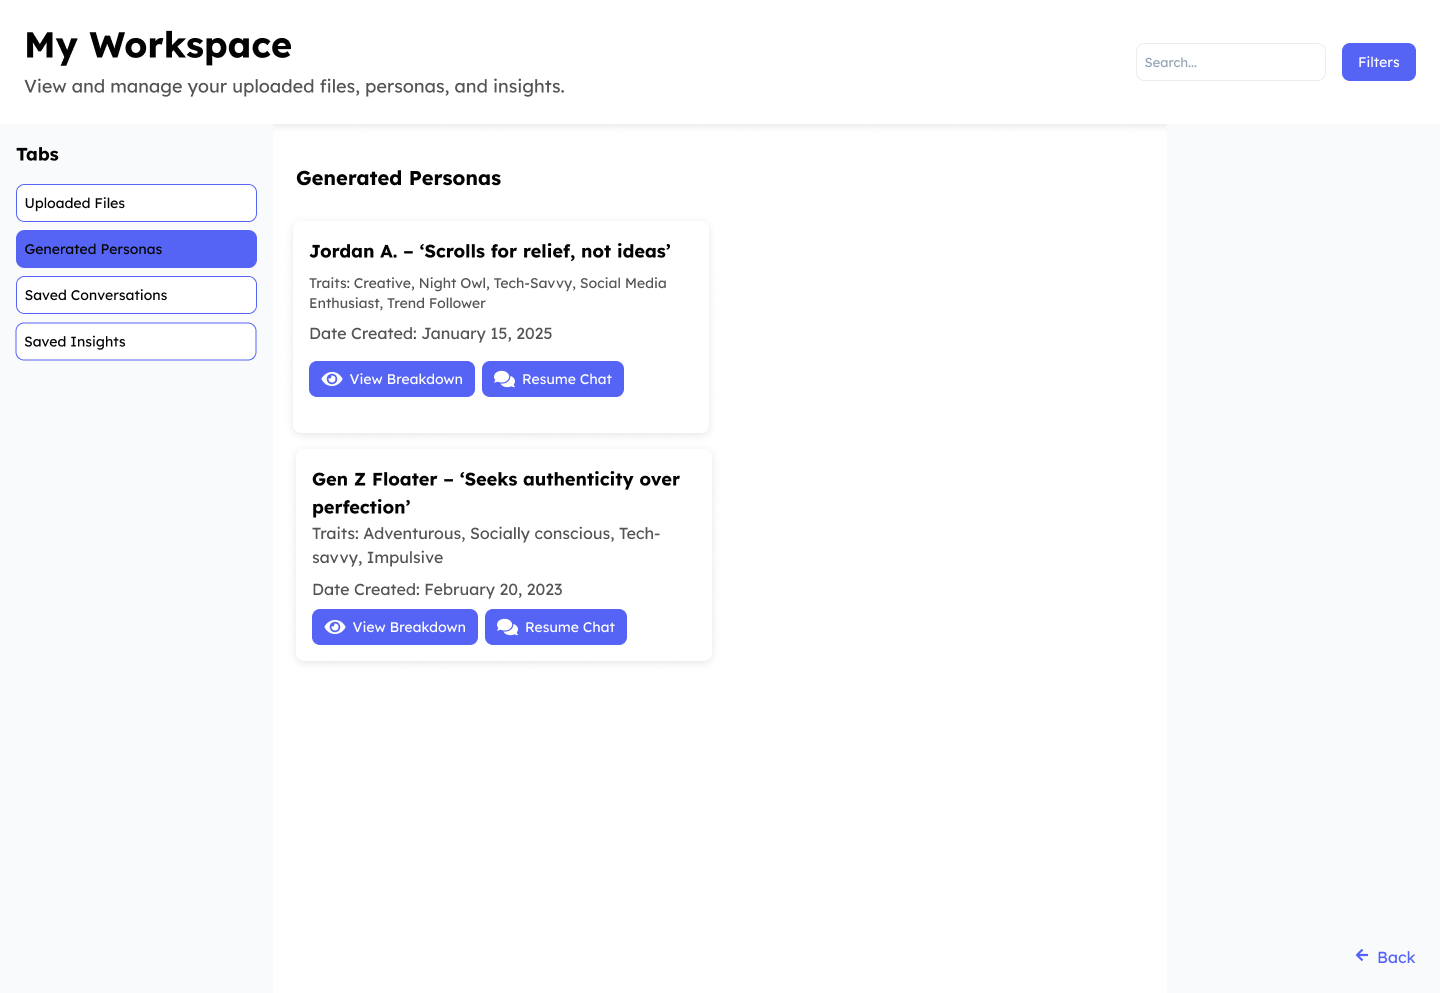 My Workspace
View and manage your uploaded files, personas, and insights.
Search...
Filters
Tabs
Uploaded Files
Generated Personas
Saved Conversations
Saved Insights
Generated Personas
Jordan A. – ‘Scrolls for relief, not ideas’
Traits: Creative, Night Owl, Tech-Savvy, Social Media
Enthusiast, Trend Follower
Date Created: January 15, 2025
View Breakdown
Resume Chat
Gen Z Floater – ‘Seeks authenticity over
perfection’
Traits: Adventurous, Socially conscious, Tech-
savvy, Impulsive
Date Created: February 20, 2023
View Breakdown
Resume Chat
Back